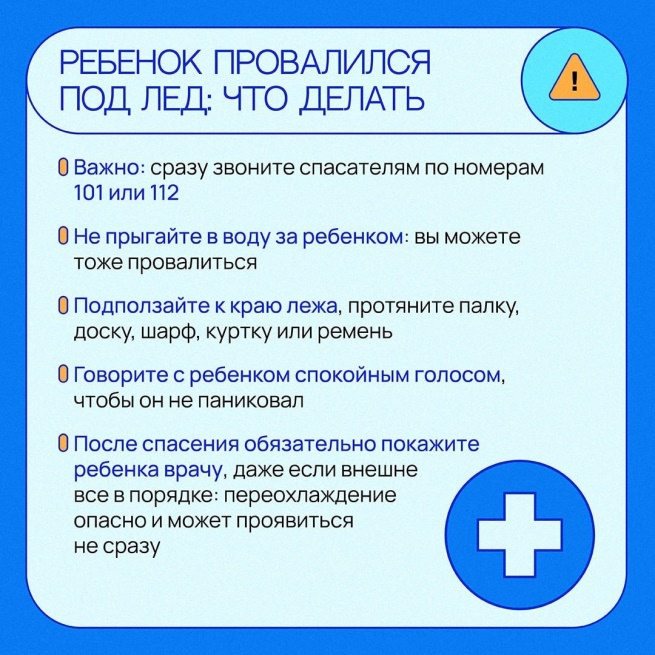 РЕБЕНОК ПРОВАЛИЛСЯ
ПОД ЛЕД: ЧТО ДЕЛАТЬ
!
Важно: сразу звоните спасателям по номерам
101 или 112
Не прыгайте в воду за ребенком: вы можете
тоже провалиться
Подползайте к краю лежа, протяните палку,
доску, шарф, куртку или ремень
Говорите с ребенком спокойным голосом,
чтобы он не паниковал
После спасения обязательно покажите
ребенка врачу, даже если внешне
все в порядке: переохлаждение
опасно и может проявиться
не сразу